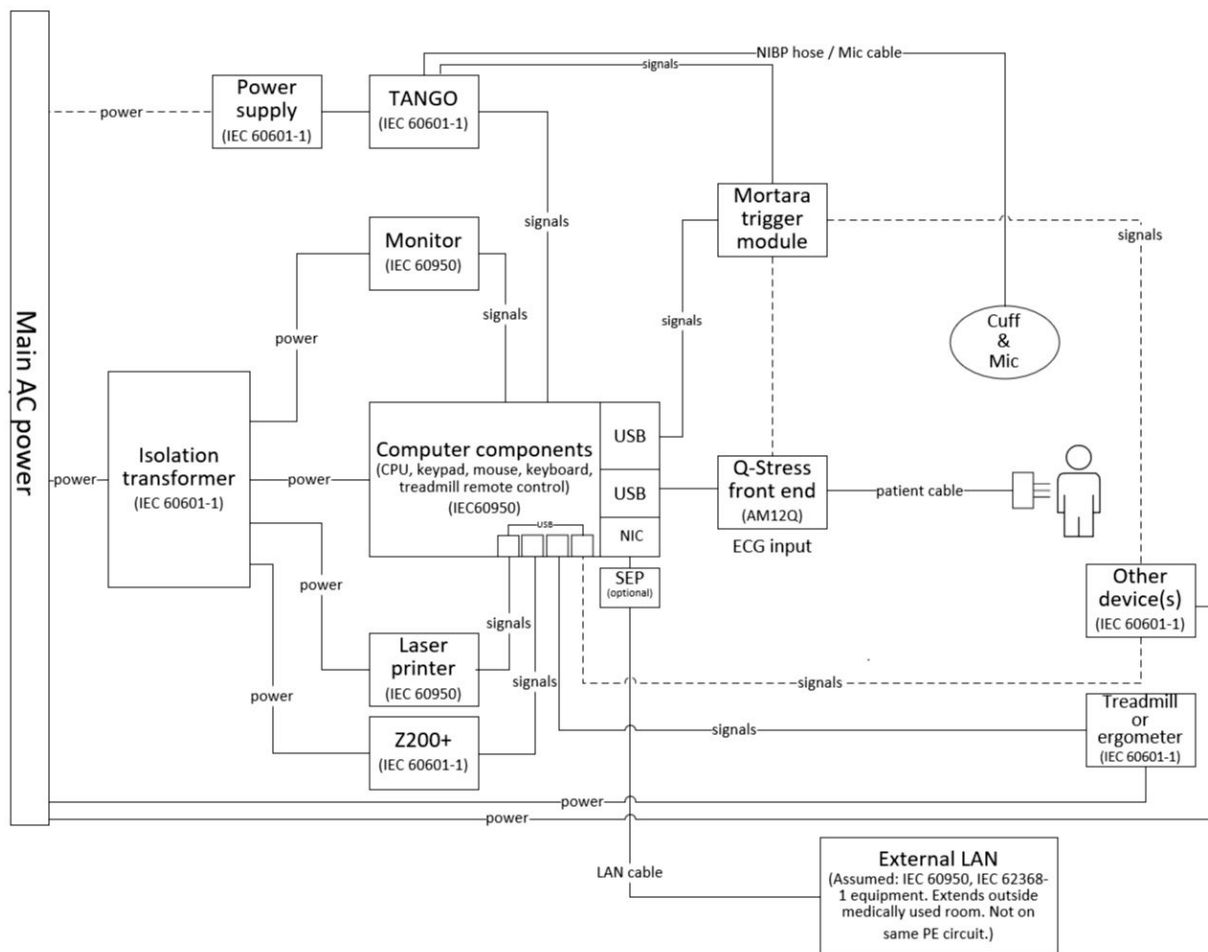 NIBP hose / Mic cable
signals
Power
supply
(IEC 60601-1)
TANGO
(IEC 60601-1)
power
Mortara
trigger
module
signals
signals
Monitor
(IEC 60950)
signals
signals
power
Cuff
&
Mic
Main AC power
Isolation
transformer
(IEC 60601-1)
power
power
Computer components
(CPU, keypad, mouse, keyboard,
treadmill remote control)
(IEC60950)
USB
USB
NIC
USB
Q-Stress
front end
(AM12Q)
ECG input
patient cable
SEP
(optional)
Other
device(s)
(IEC 60601-1)
power
signals
Laser
printer
(IEC 60950)
signals
signals
power
Z200+
(IEC 60601-1)
signals
Treadmill
or
ergometer
(IEC 60601-1)
power
power
LAN cable
External LAN
(Assumed: IEC 60950, IEC 62368-
1 equipment. Extends outside
medically used room. Not on
same PE circuit.)